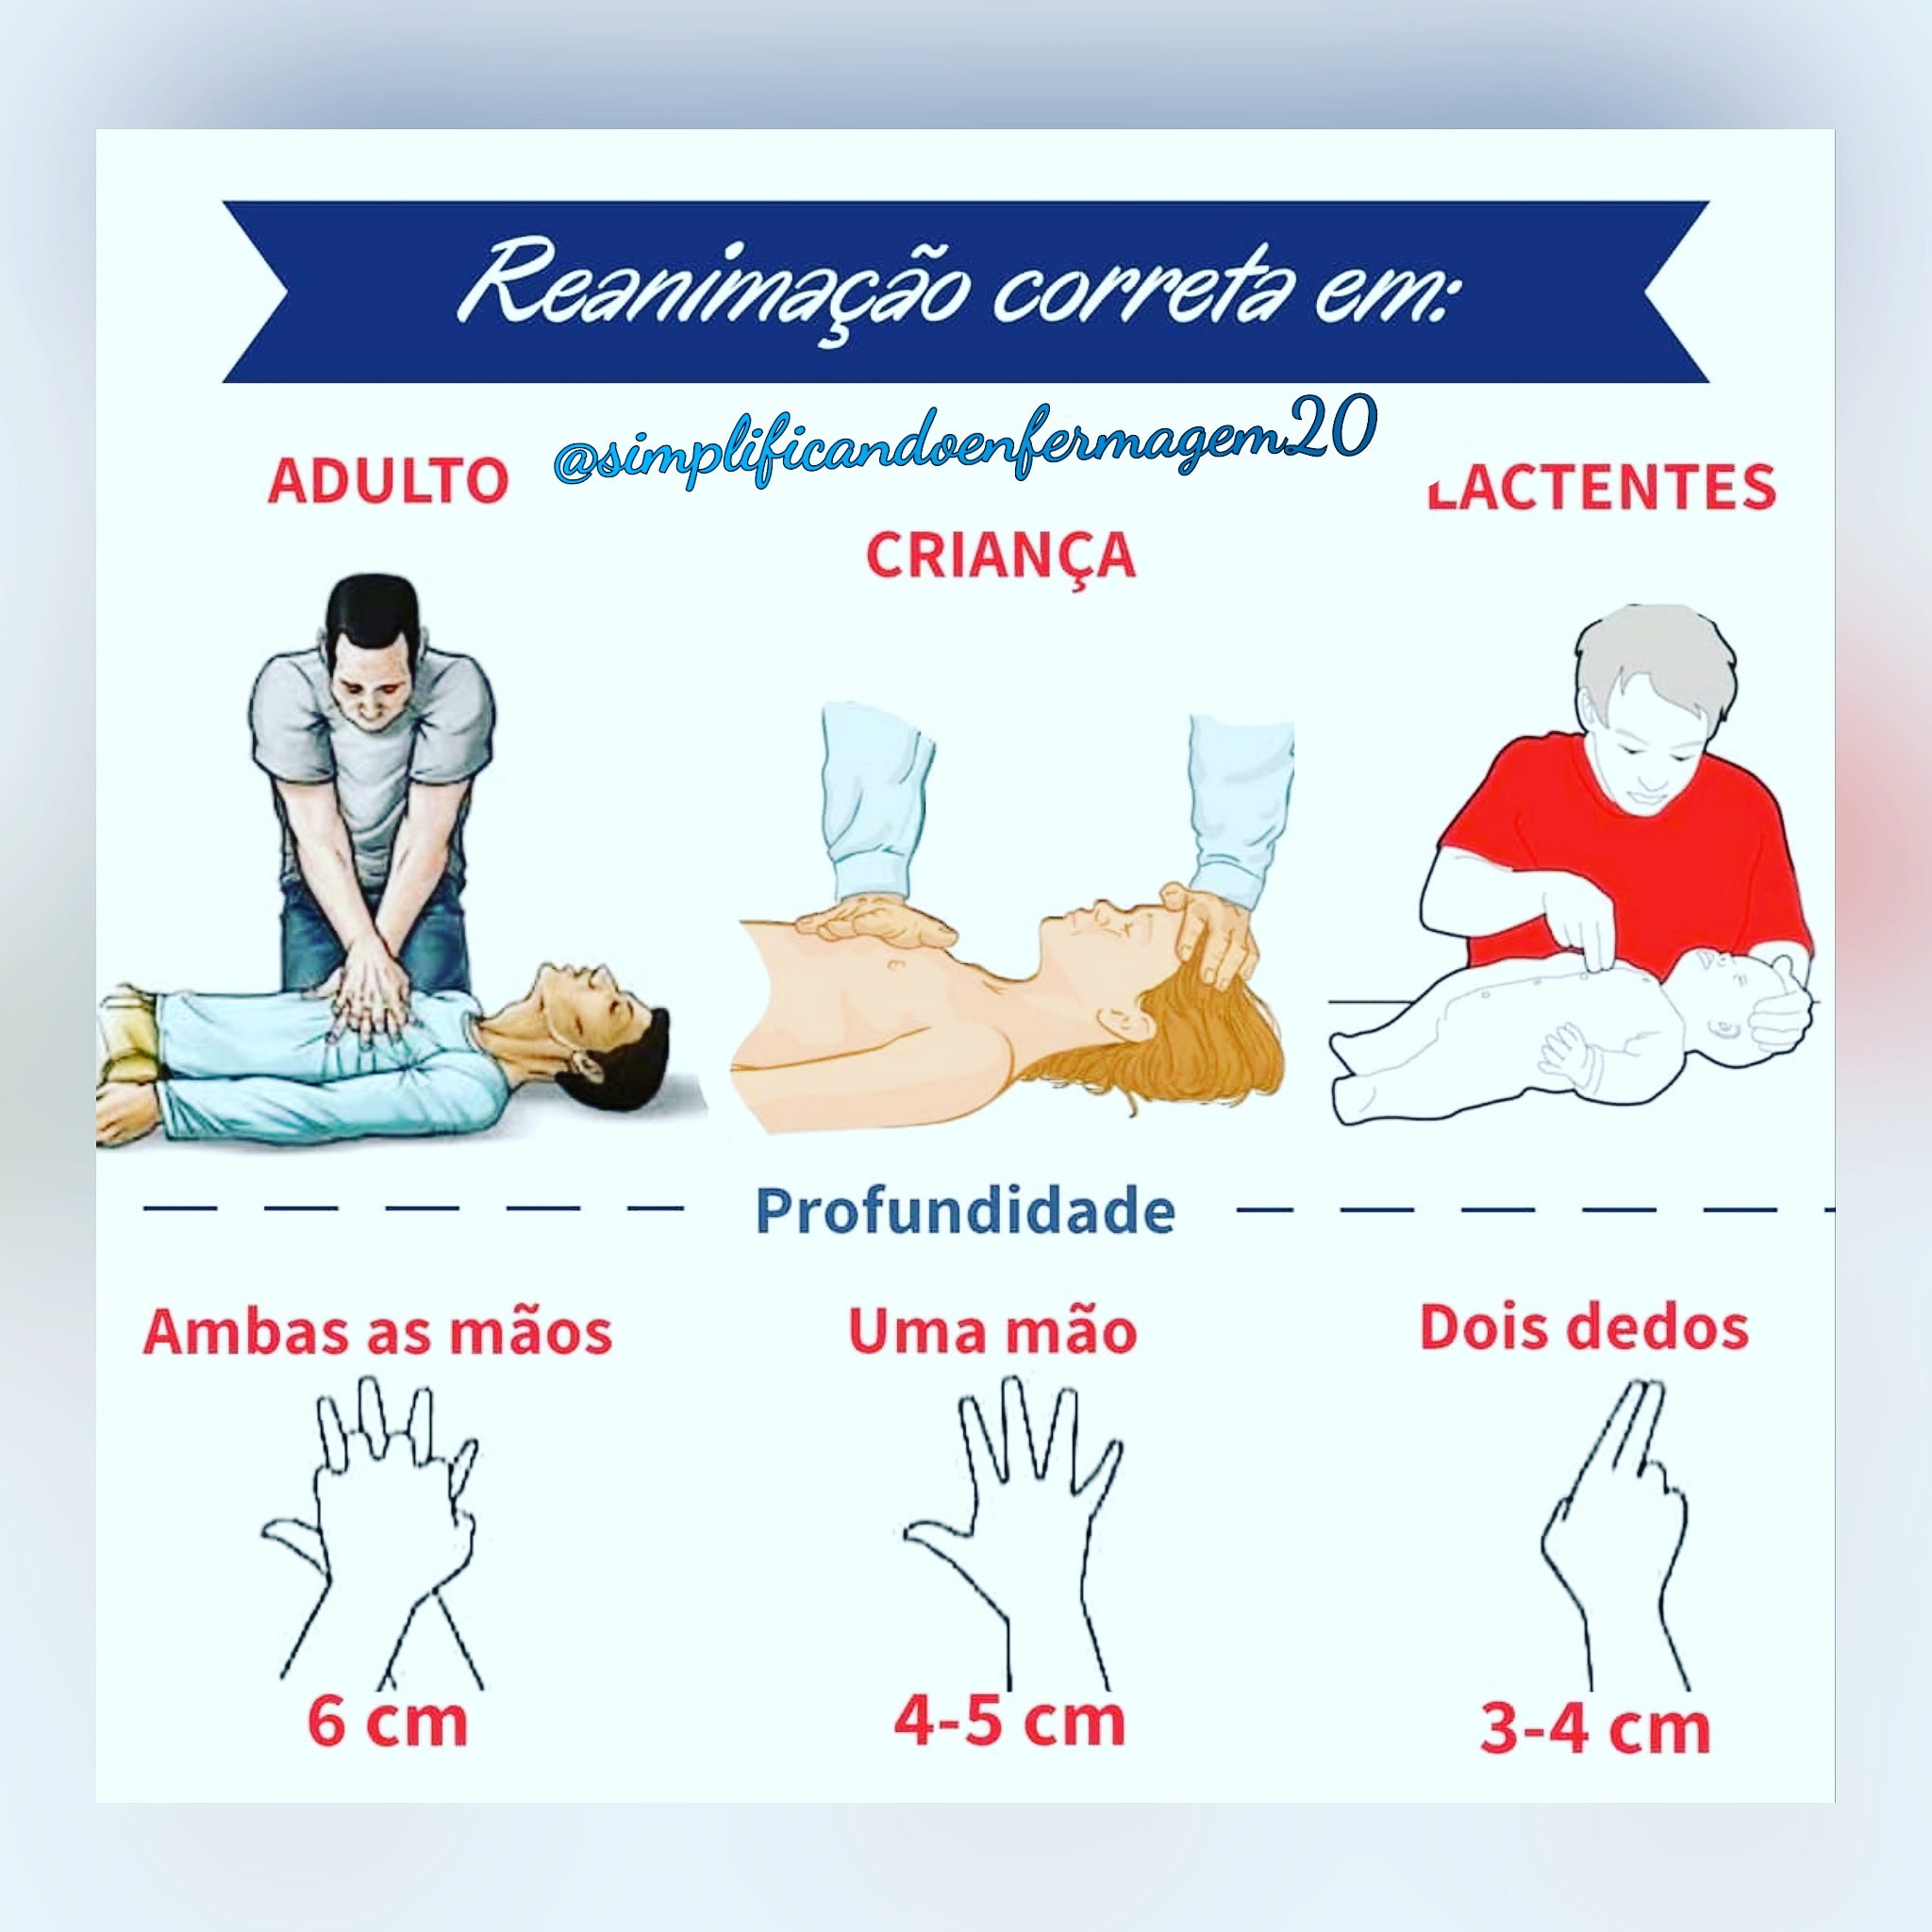 Reanimação correta em:
@simplificandoenfermagem20
ADULTO
CRIANÇA
LACTENTES
Profundidade
Ambas as mãos
Uma mão
Dois dedos
6 cm
4-5 cm
3-4 cm